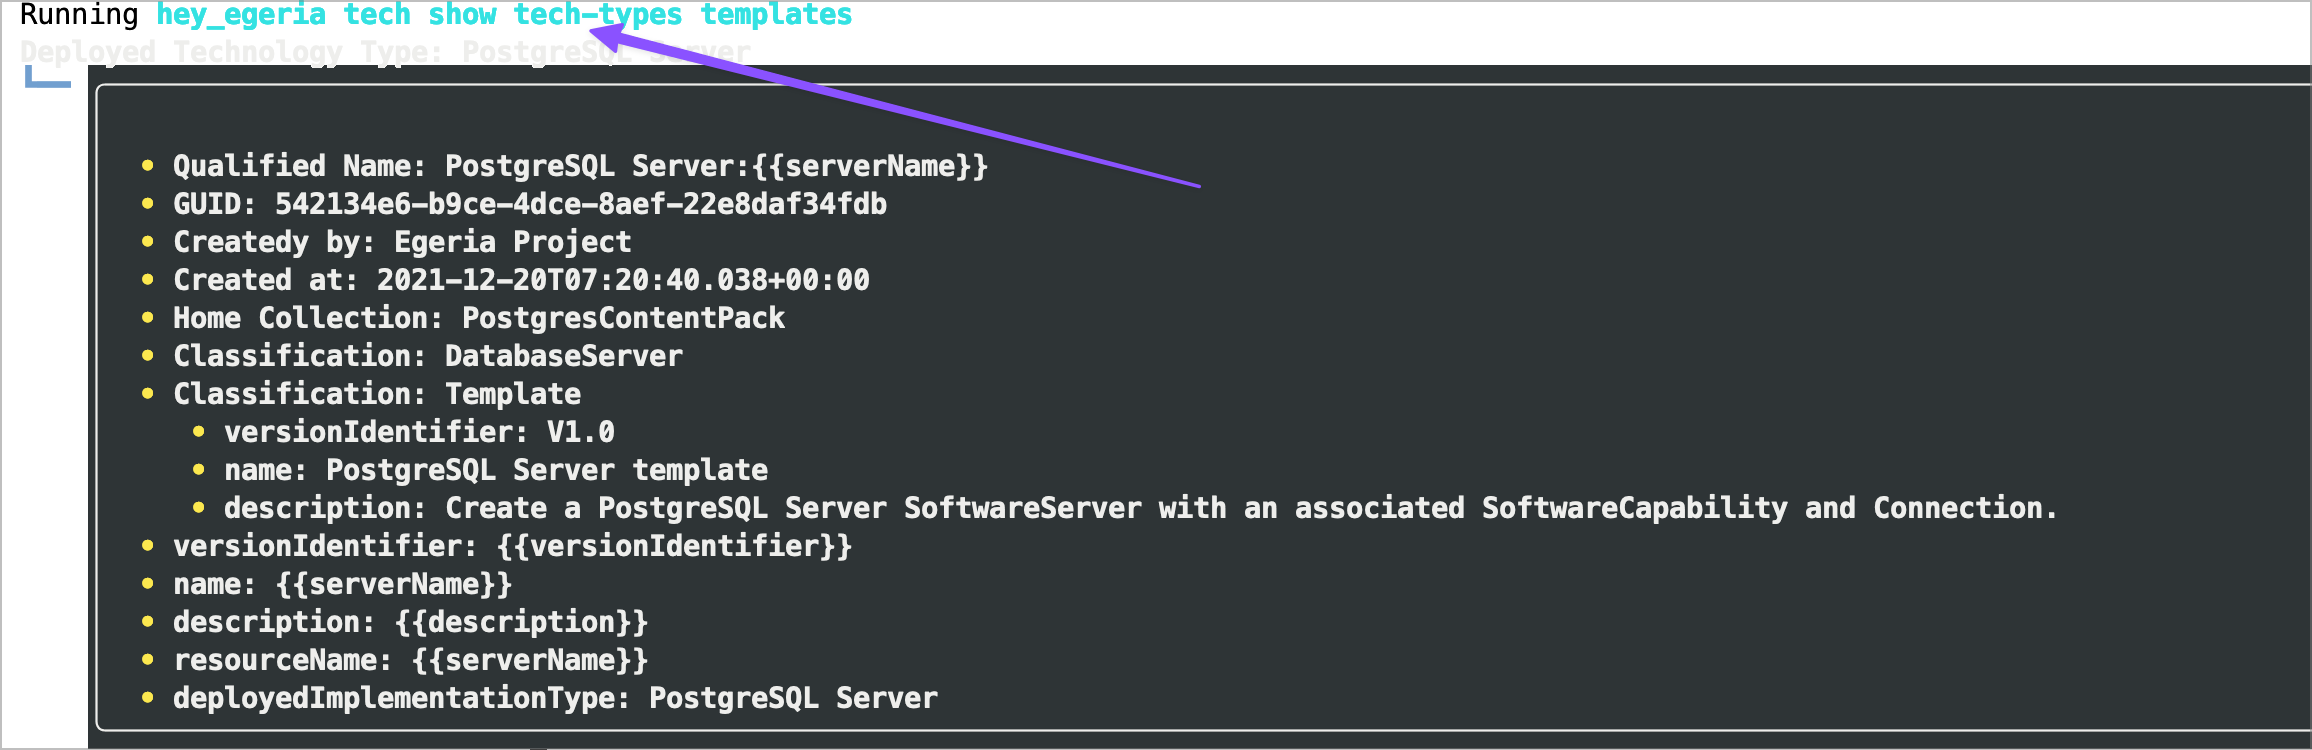 Running hey_egeria tech show tech-types templates
Deployed Technology Type: PostgreSQL Server
• Qualified Name: PostgreSQL Server:{{serverName}}
• GUID: 542134e6-b9ce-4dce-8aef-22e8daf34fdb
• Createdy by: Egeria Project
• Created at: 2021-12-20T07:20:40.038+00:00
• Home Collection: PostgresContentPack
• Classification: DatabaseServer
• Classification: Template
• versionIdentifier: V1.0
• name: PostgreSQL Server template
• description: Create a PostgreSQL Server SoftwareServer with an associated SoftwareCapability and Connection.
• versionIdentifier: {{versionIdentifier}}
• name: {{serverName}}
• description: {{description}}
• resourceName: {{serverName}}
• deployedImplementationType: PostgreSQL Server